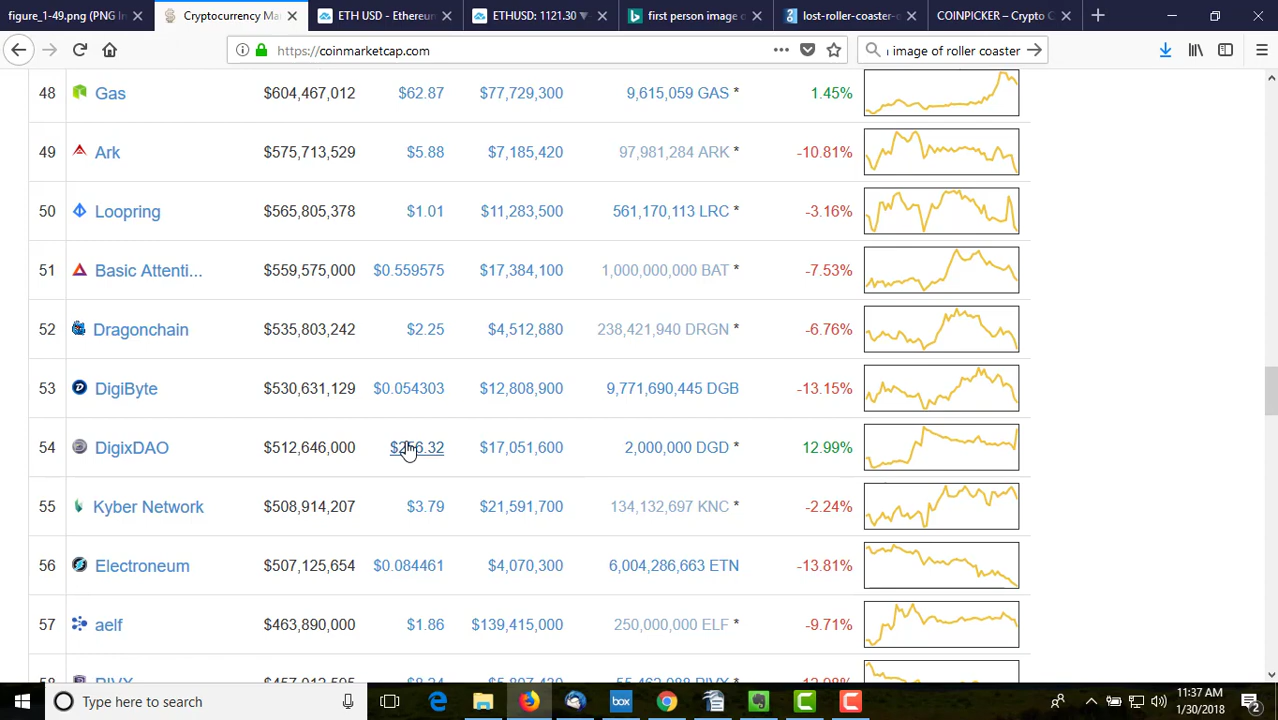 figure_1-49.png (PNG In
Cryptocurrency Ma
ETH USD - Ethereu
ETHUSD: 1121.30 ▼
first person image o
lost-roller-coaster-o
COINPICKER – Crypto C
https://coinmarketcap.com
image of roller coaster
48 Gas $604,467,012 $62.87 $77,729,300 9,615,059 GAS * 1.45%
49 Ark $575,713,529 $5.88 $7,185,420 97,981,284 ARK * -10.81%
50 Loopring $565,805,378 $1.01 $11,283,500 561,170,113 LRC * -3.16%
51 Basic Attenti... $559,575,000 $0.559575 $17,384,100 1,000,000,000 BAT * -7.53%
52 Dragonchain $535,803,242 $2.25 $4,512,880 238,421,940 DRGN * -6.76%
53 DigiByte $530,631,129 $0.054303 $12,808,900 9,771,690,445 DGB -13.15%
54 DigixDAO $512,646,000 $256.32 $17,051,600 2,000,000 DGD * 12.99%
55 Kyber Network $508,914,207 $3.79 $21,591,700 134,132,697 KNC * -2.24%
56 Electroneum $507,125,654 $0.084461 $4,070,300 6,004,286,663 ETN -13.81%
57 aelf $463,890,000 $1.86 $139,415,000 250,000,000 ELF * -9.71%
Type here to search
box
11:37 AM
1/30/2018
2